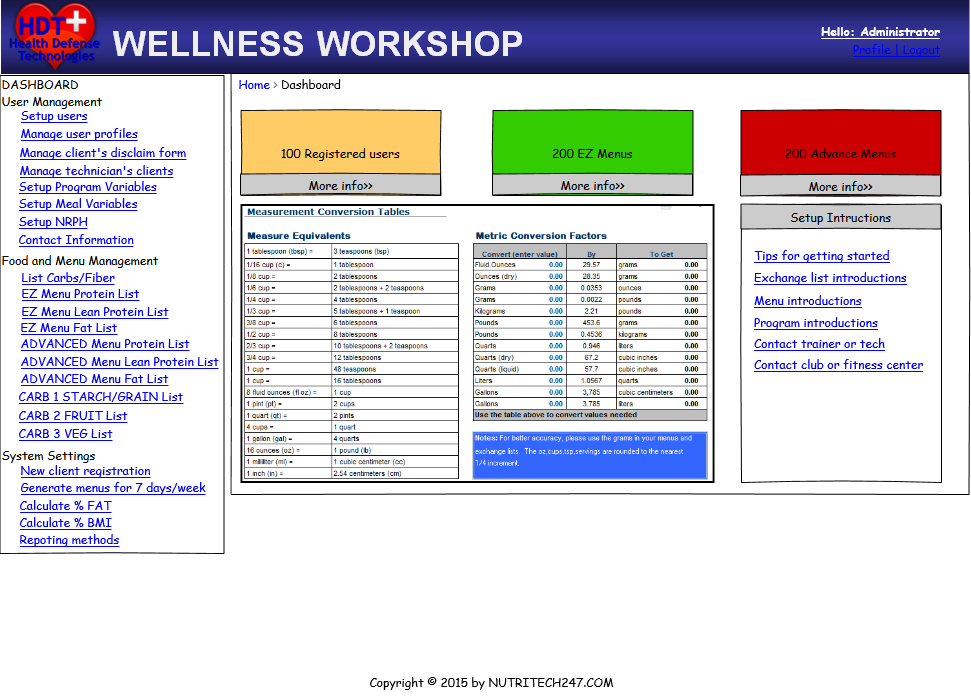 HDT
Health Defense
Technologies
WELLNESS WORKSHOP
Hello: Administrator
Profile | Logout
DASHBOARD
User Management
Setup users
Manage user profiles
Manage client's disclaim form
Manage technician's clients
Setup Program Variables
Setup Meal Variables
Setup NRPH
Contact Information
Food and Menu Management
List Carbs/Fiber
EZ Menu Protein List
EZ Menu Lean Protein List
EZ Menu Fat List
ADVANCED Menu Protein List
ADVANCED Menu Lean Protein List
ADVANCED Menu Fat List
CARB 1 STARCH/GRAIN List
CARB 2 FRUIT List
CARB 3 VEG List
System Settings
New client registration
Generate menus for 7 days/week
Calculate % FAT
Calculate % BMI
Repoting methods
Home > Dashboard
100 Registered users
More info>>
200 EZ Menus
More info>>
200 Advance Menus
More info>>
Measurement Conversion Tables
Measure Equivalents
1 tablespoon (tbsp) = 3 teaspoons (tsp)
1/16 cup (c) = 1 tablespoon
1/8 cup = 2 tablespoons
1/6 cup = 2 tablespoons + 2 teaspoons
1/4 cup = 4 tablespoons
1/3 cup = 5 tablespoons + 1 teaspoon
3/8 cup = 6 tablespoons
1/2 cup = 8 tablespoons
2/3 cup = 10 tablespoons + 2 teaspoons
3/4 cup = 12 tablespoons
1 cup = 48 teaspoons
1 cup = 16 tablespoons
8 fluid ounces (fl oz) = 1 cup
1 pint (pt) = 2 cups
1 quart (qt) = 2 pints
4 cups = 1 quart
1 gallon (gal) = 4 quarts
16 ounces (oz) = 1 pound (lb)
1 milliliter (ml) = 1 cubic centimeter (cc)
1 inch (in) = 2.54 centimeters (cm)
Metric Conversion Factors
Convert (enter value) By To Get
Fluid Ounces 0.00 29.57 grams 0.00
Ounces (dry) 0.00 28.35 grams 0.00
Grams 0.00 0.0353 ounces 0.00
Grams 0.00 0.0022 pounds 0.00
Kilograms 0.00 2.21 pounds 0.00
Pounds 0.00 453.6 grams 0.00
Pounds 0.00 0.4536 kilograms 0.00
Quarts 0.00 0.946 liters 0.00
Quarts (dry) 0.00 67.2 cubic inches 0.00
Quarts (liquid) 0.00 57.7 cubic inches 0.00
Liters 0.00 1.0567 quarts 0.00
Gallons 0.00 3,785 cubic centimeters 0.00
Gallons 0.00 3.785 liters 0.00
Use the table above to convert values needed
Notes: For better accuracy, please use the grams in your menus and
exchange lists. The oz,cups,tsp,servings are rounded to the nearest
1/4 increment.
Setup Intructions
Tips for getting started
Exchange list introductions
Menu introductions
Program introductions
Contact trainer or tech
Contact club or fitness center
Copyright © 2015 by NUTRITECH247.COM